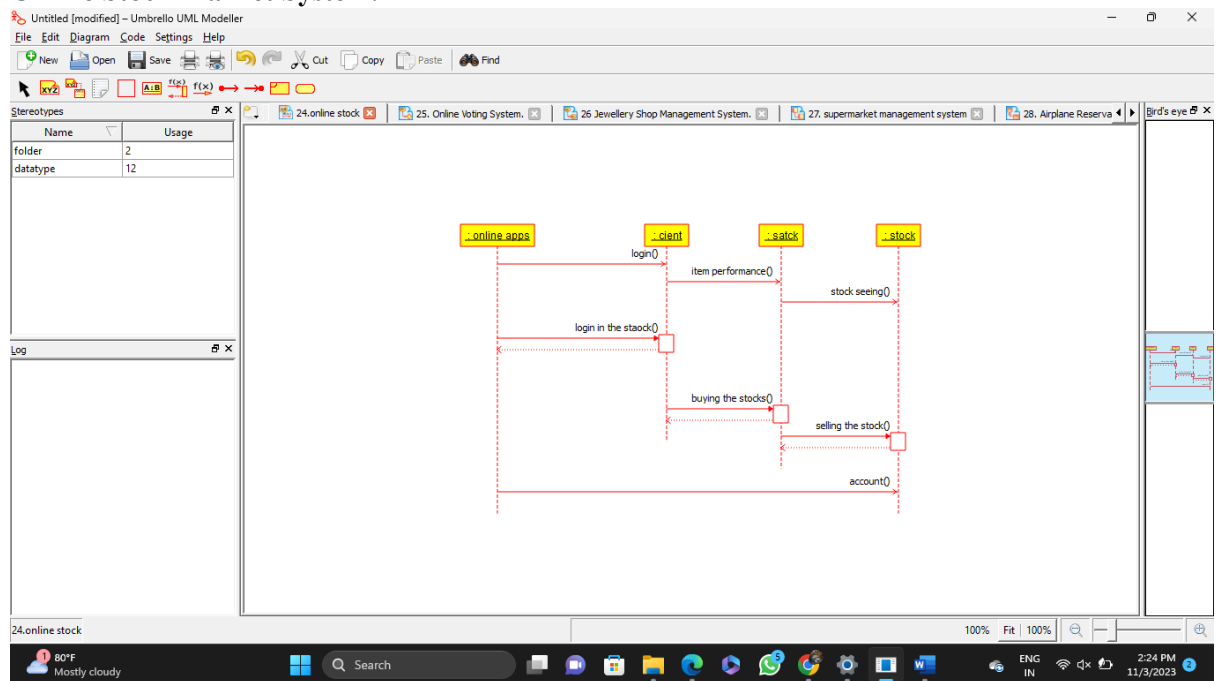 Untitled [modified] – Umbrello UML Modeller
File Edit Diagram Code Settings Help
New Open Save Cut Copy Paste Find
XYZ A:B f(x) f(x)
Stereotypes
24.online stock 25. Online Voting System. 26 Jewellery Shop Management System. 27. supermarket management system 28. Airplane Reserva
Bird's eye
Name Usage
folder 2
datatype 12
: online apps : cient : satck : stock
login()
item performance()
stock seeing()
login in the staock()
Log
buying the stocks()
selling the stock()
account()
24.online stock
100% Fit 100%
1 80°F
Mostly cloudy
Search
5
W
ENG
IN
2:24 PM
11/3/2023
2